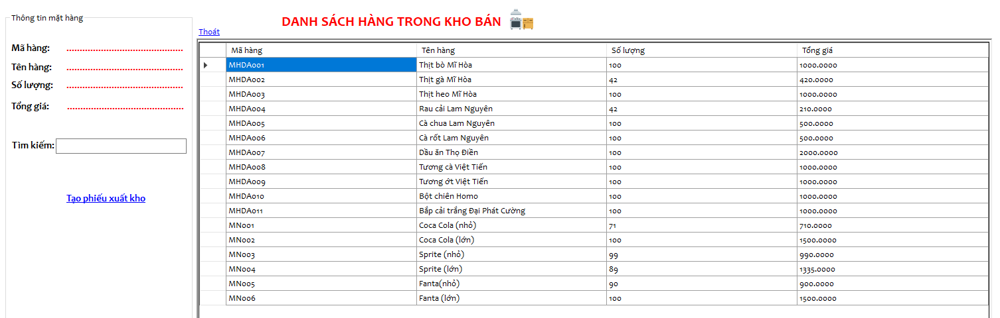 Thông tin mặt hàng
Mã hàng: ................................................
Tên hàng: ................................................
Số lượng: ................................................
Tổng giá: ................................................
Tìm kiếm:
Tạo phiếu xuất kho
DANH SÁCH HÀNG TRONG KHO BÁN
Thoát
Mã hàng Tên hàng Số lượng Tổng giá
MHDA001 Thịt bò Mĩ Hòa 100 1000.0000
MHDA002 Thịt gà Mĩ Hòa 42 420.0000
MHDA003 Thịt heo Mĩ Hòa 100 1000.0000
MHDA004 Rau cải Lam Nguyên 42 210.0000
MHDA005 Cà chua Lam Nguyên 100 500.0000
MHDA006 Cà rốt Lam Nguyên 100 500.0000
MHDA007 Dầu ăn Thọ Điền 100 2000.0000
MHDA008 Tương cà Việt Tiến 100 1000.0000
MHDA009 Tương ớt Việt Tiến 100 1000.0000
MHDA010 Bột chiên Homo 100 1000.0000
MHDA011 Bắp cải trắng Đại Phát Cường 100 1000.0000
MN001 Coca Cola (nhỏ) 71 710.0000
MN002 Coca Cola (lớn) 100 1500.0000
MN003 Sprite (nhỏ) 99 990.0000
MN004 Sprite (lớn) 89 1335.0000
MN005 Fanta(nhỏ) 90 900.0000
MN006 Fanta (lớn) 100 1500.0000